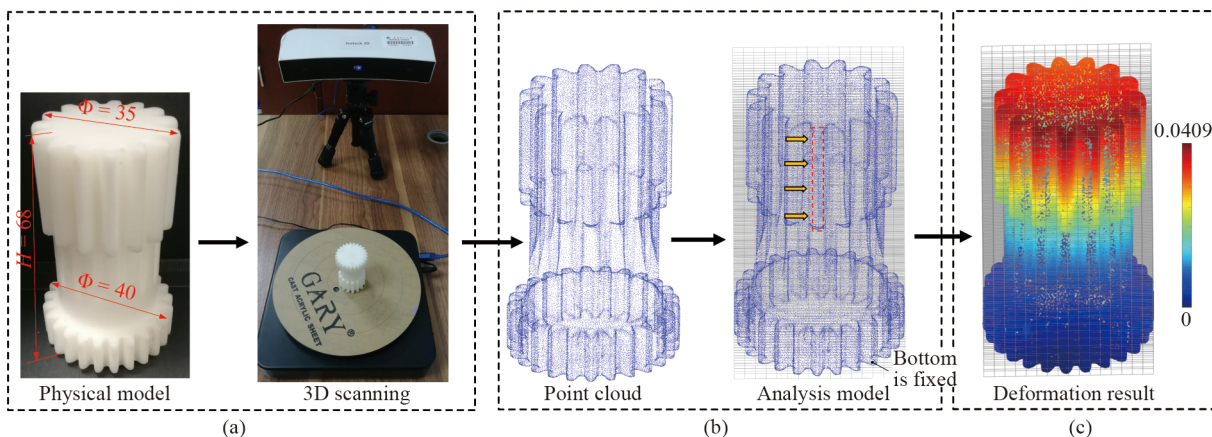 Φ = 35
H = 68
Φ = 40
Physical model
GARY®
CAST ACRYLIC SHEET
3D scanning
(a)
Point cloud
Bottom
is fixed
Analysis model
(b)
0.0409
0
Deformation result
(c)